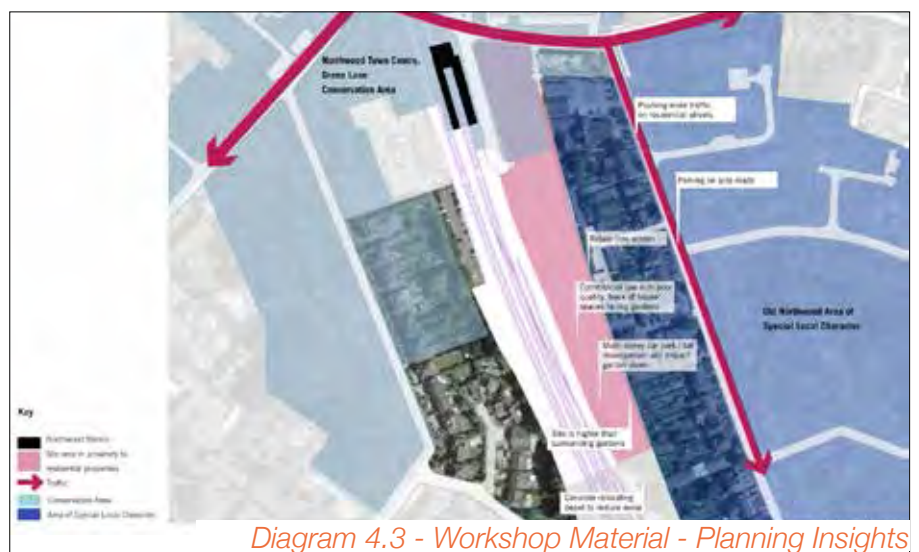 Northwood Town Centre,
Green Lane
Conservation Area
Pushing more traffic
on residential streets
Parking on side roads
Retain tree screen
Commercial use with poor
quality, 'back of house'
spaces facing gardens
Multi-storey car park / flat
development will impact
garden
Site is higher than
surrounding gardens
Consider relocating
depot to reduce noise
Old Northwood Area of
Special Local Character
Key
Northwood Station
Site area in proximity to
residential properties
Traffic
Conservation Area
Area of Special Local Character
Diagram 4.3 - Workshop Material - Planning Insights